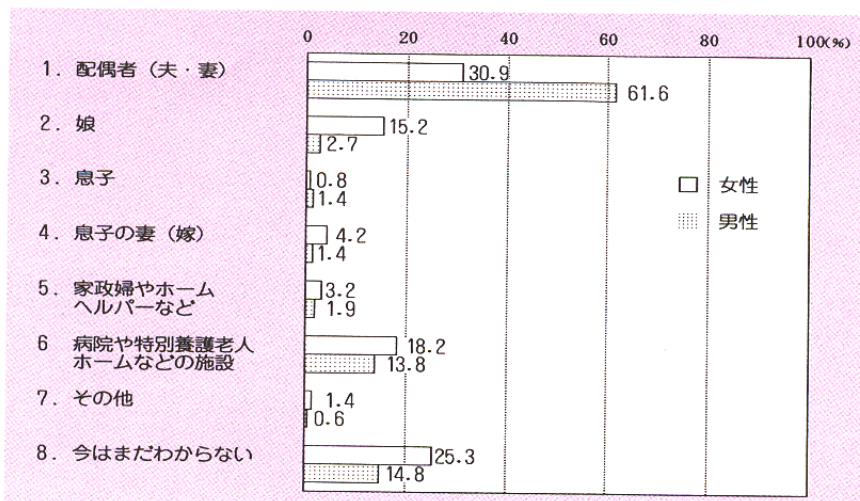 0 20 40 60 80 100(%)
1. 配偶者（夫・妻） 30.9
61.6
2. 娘 15.2
2.7
3. 息子 0.8
1.4
女性
4. 息子の妻（嫁） 4.2
1.4
男性
5. 家政婦やホーム
ヘルパーなど 3.2
1.9
6 病院や特別養護老人
ホームなどの施設 18.2
13.8
7. その他 1.4
0.6
8. 今はまだわからない 25.3
14.8